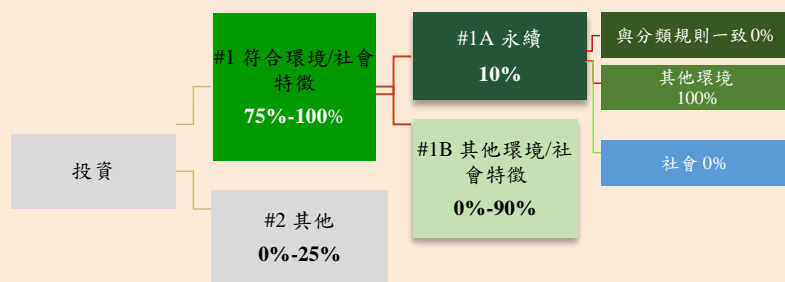 投資
#1 符合環境/社會
特徵
75%-100%
#2 其他
0%-25%
#1A 永續
10%
#1B 其他環境/社
會特徵
0%-90%
與分類規則一致 0%
其他環境
100%
社會 0%